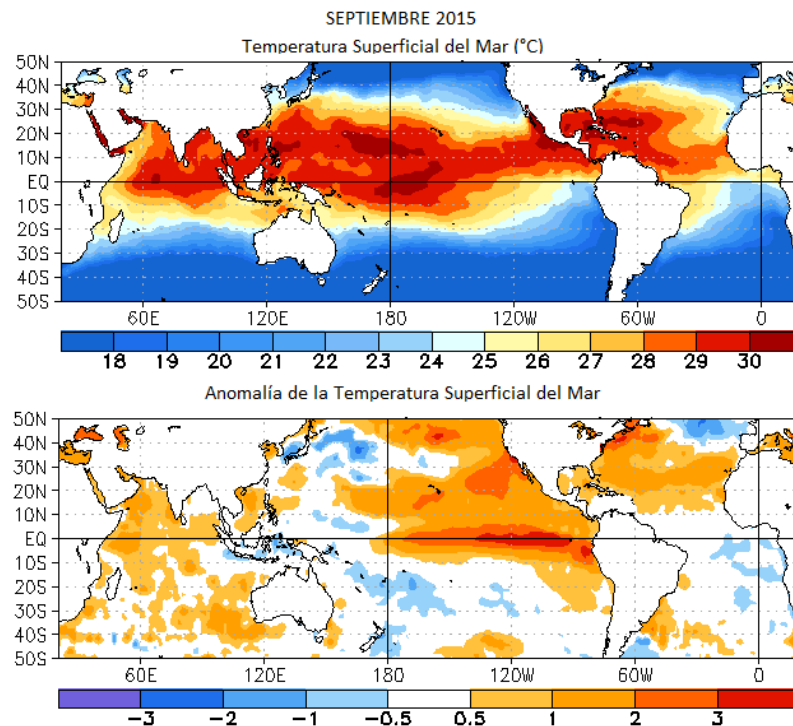 SEPTIEMBRE 2015
Temperatura Superficial del Mar (°C)
50N
40N
30N
20N
10N
EQ
10S
20S
30S
40S
50S
60E 120E 180 120W 60W 0
18 19 20 21 22 23 24 25 26 27 28 29 30
Anomalía de la Temperatura Superficial del Mar
50N
40N
30N
20N
10N
EQ
10S
20S
30S
40S
50S
60E 120E 180 120W 60W 0
-3 -2 -1 -0.5 0.5 1 2 3